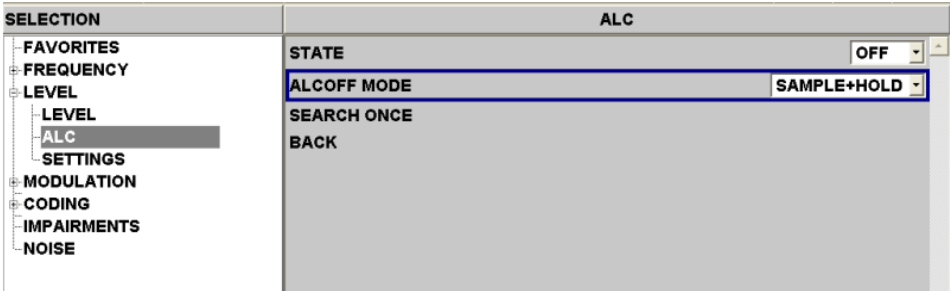 SELECTION
FAVORITES
FREQUENCY
LEVEL
LEVEL
ALC
SETTINGS
MODULATION
CODING
IMPAIRMENTS
NOISE
ALC
STATE OFF
ALCOFF MODE SAMPLE+HOLD
SEARCH ONCE
BACK